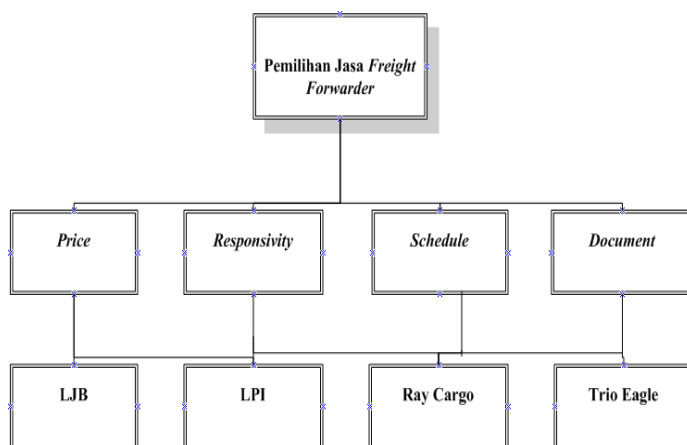 Pemilihan Jasa Freight
Forwarder
Price
Responsivity
Schedule
Document
LJB
LPI
Ray Cargo
Trio Eagle